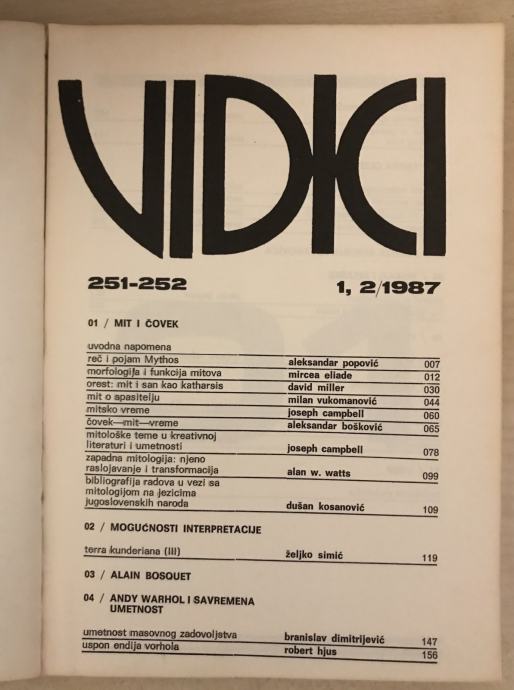 VIDICI
251-252 1, 2/1987
01 / MIT I ČOVEK
uvodna napomena
reč i pojam Mythos aleksandar popović 007
morfologija i funkcija mitova mircea eliade 012
orest: mit i san kao katharsis david miller 030
mit o spasitelju milan vukomanović 044
mitsko vreme joseph campbell 060
čovek—mit—vreme aleksandar bošković 065
mitološke teme u kreativnoj
literaturi i umetnosti joseph campbell 078
zapadna mitologija: njeno
raslojavanje i transformacija alan w. watts 099
bibliografija radova u vezi sa
mitologijom na jezicima
jugoslovenskih naroda dušan kosanović 109
02 / MOGUĆNOSTI INTERPRETACIJE
terra kunderiana (III) željko simić 119
03 / ALAIN BOSQUET
04 / ANDY WARHOL I SAVREMENA
UMETNOST
umetnost masovnog zadovoljstva branislav dimitrijević 147
uspon endija vorhola robert hjus 156